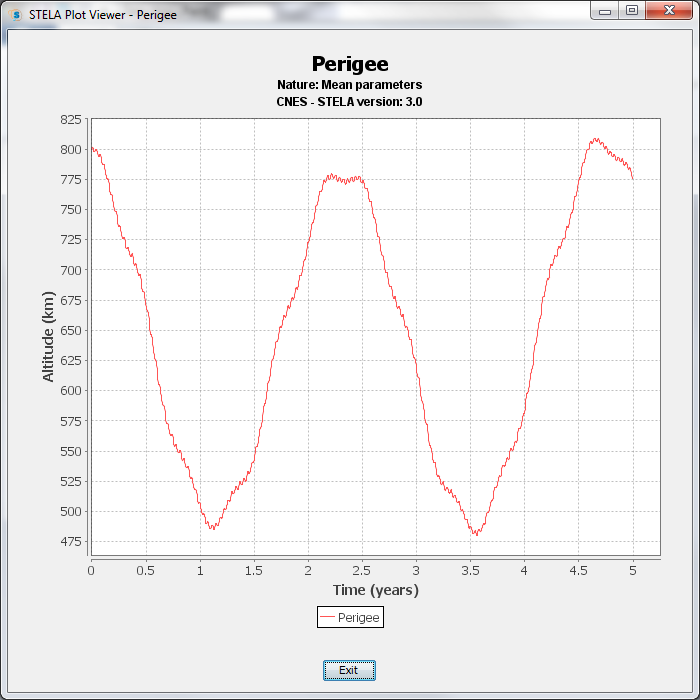 STELA Plot Viewer - Perigee
Perigee
Nature: Mean parameters
CNES - STELA version: 3.0
825
800
775
750
725
700
675
650
625
600
575
550
525
500
475
Altitude (km)
0 0.5 1 1.5 2 2.5 3 3.5 4 4.5 5
Time (years)
Perigee
Exit